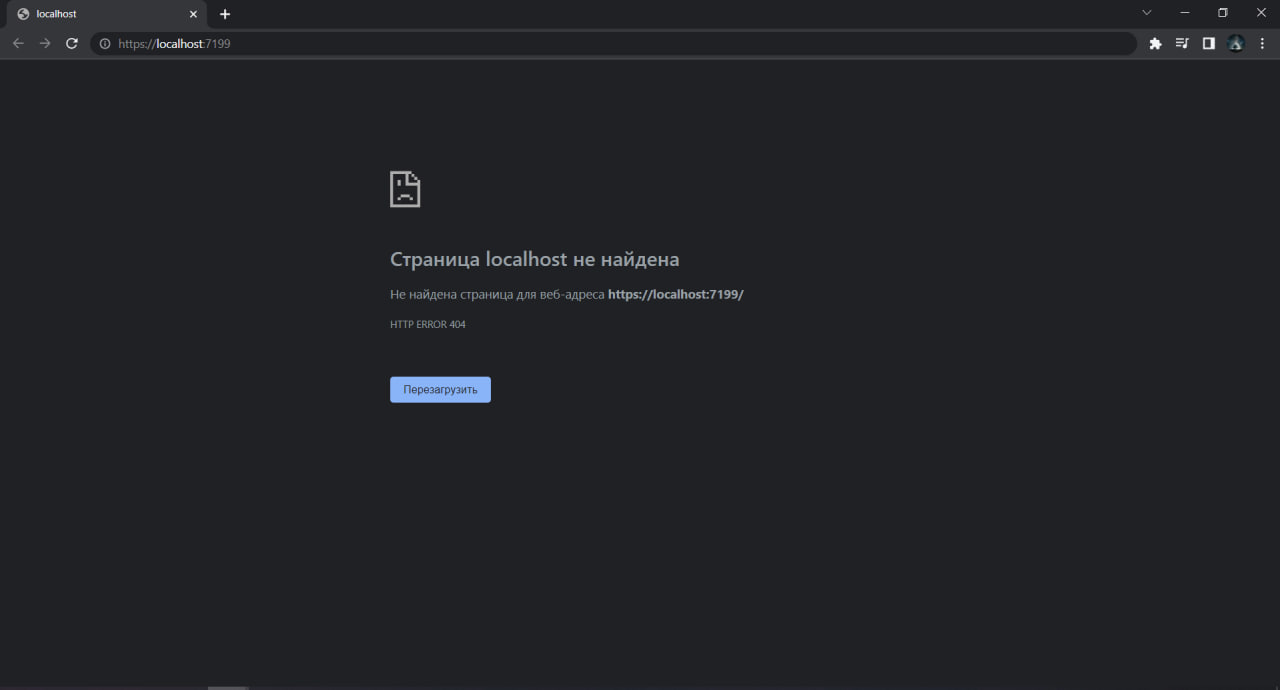 localhost
https://localhost:7199
Страница localhost не найдена
Не найдена страница для веб-адреса https://localhost:7199/
HTTP ERROR 404
Перезагрузить